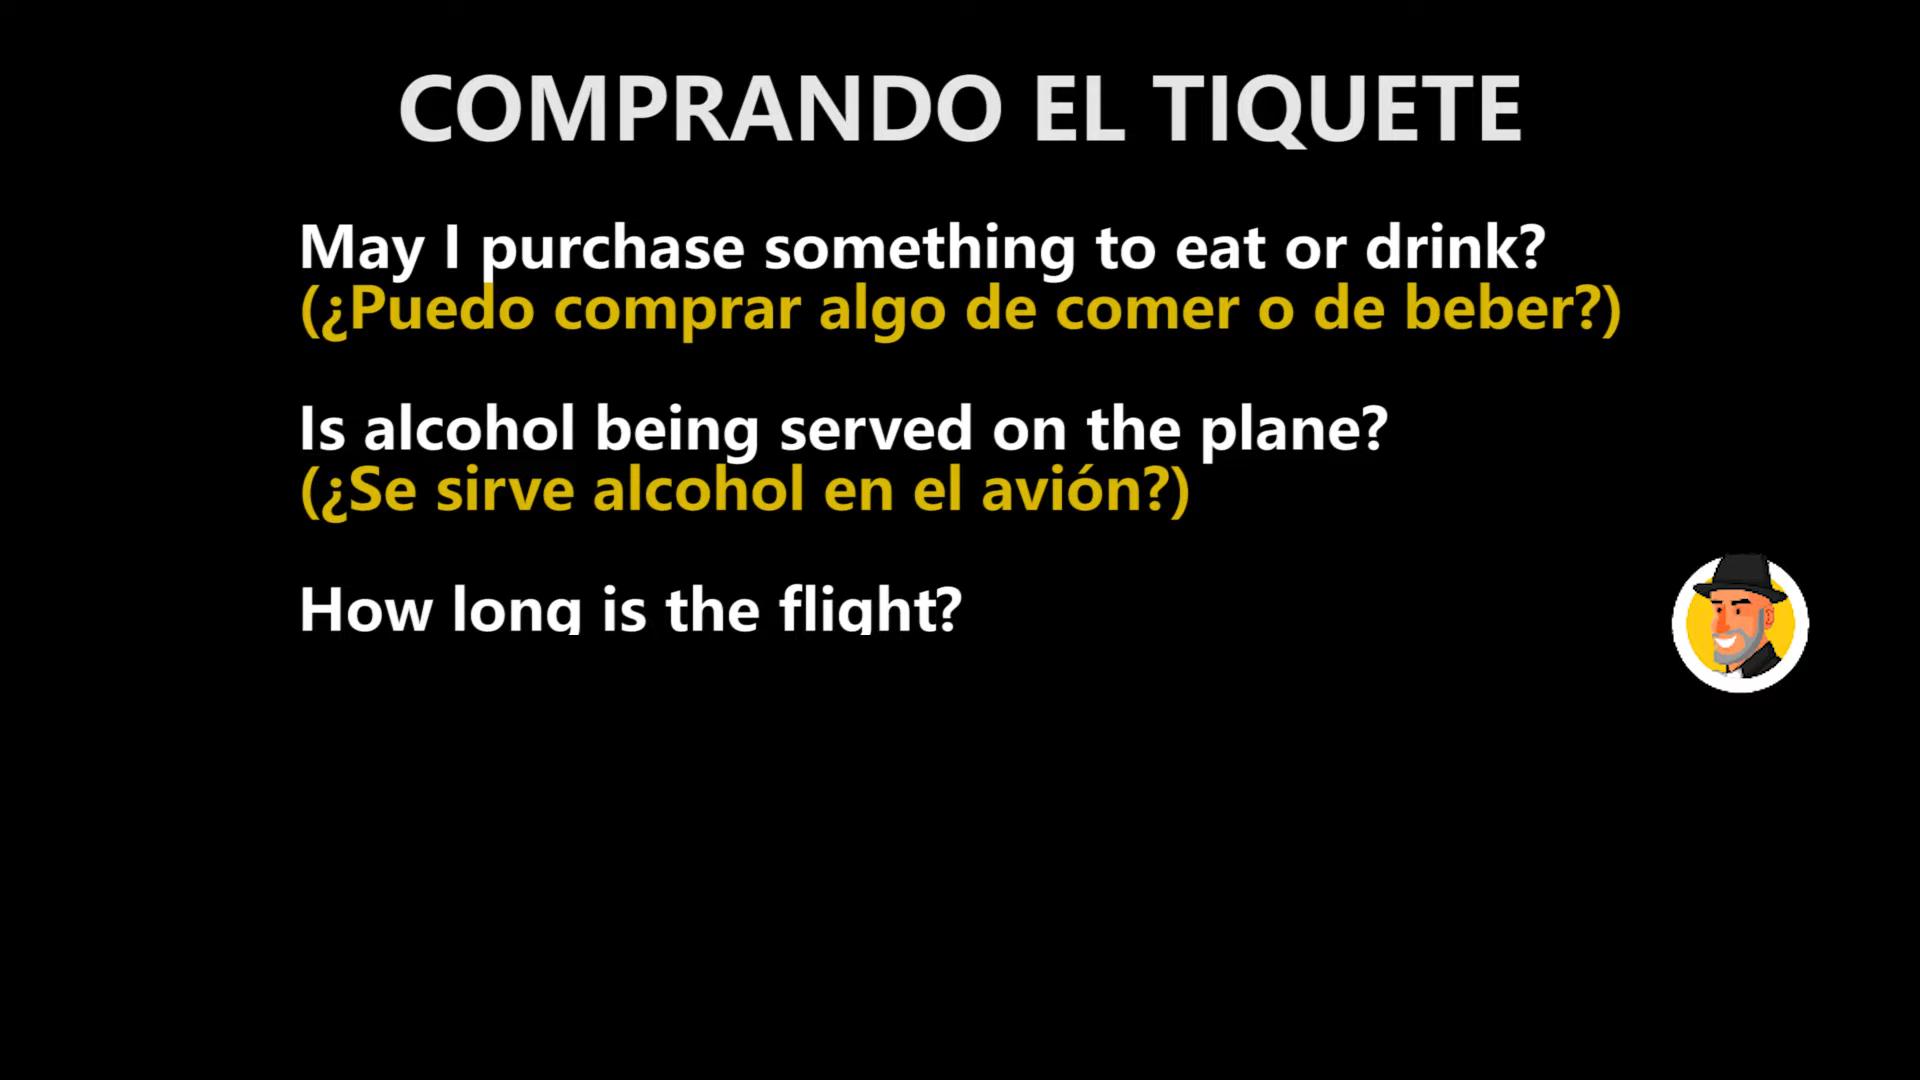 COMPRANDO EL TIQUETE
May I purchase something to eat or drink?
(¿Puedo comprar algo de comer o de beber?)
Is alcohol being served on the plane?
(¿Se sirve alcohol en el avión?)
How long is the flight?